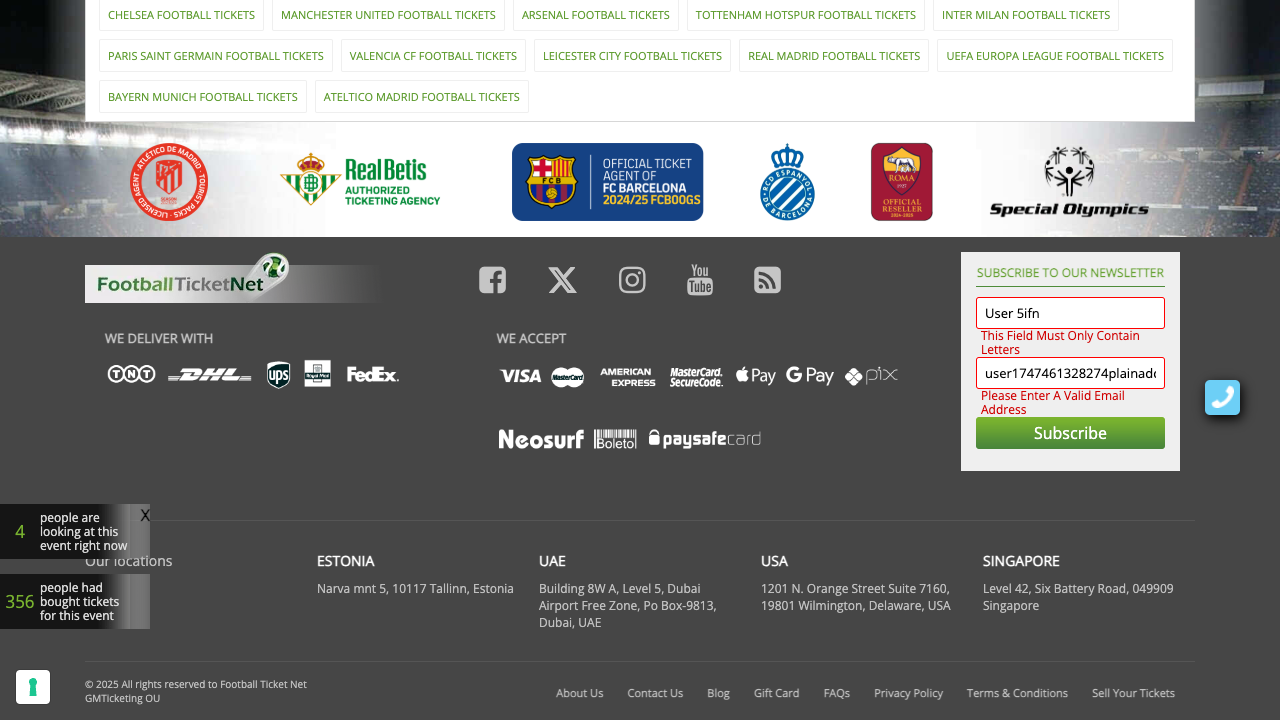 CHELSEA FOOTBALL TICKETS
MANCHESTER UNITED FOOTBALL TICKETS
ARSENAL FOOTBALL TICKETS
TOTTENHAM HOTSPUR FOOTBALL TICKETS
INTER MILAN FOOTBALL TICKETS
PARIS SAINT GERMAIN FOOTBALL TICKETS
VALENCIA CF FOOTBALL TICKETS
LEICESTER CITY FOOTBALL TICKETS
REAL MADRID FOOTBALL TICKETS
UEFA EUROPA LEAGUE FOOTBALL TICKETS
BAYERN MUNICH FOOTBALL TICKETS
ATELTICO MADRID FOOTBALL TICKETS
ATLÉTICO DE MADRID
TOURIST PACKS
LICENSED AGENT
SEASON
Real Betis
AUTHORIZED
TICKETING AGENCY
FCB
OFFICIAL TICKET
AGENT OF
FC BARCELONA
2024/25 FCB00GS
RCD ESPANYOL
DE BARCELONA
ROMA
1927
OFFICIAL
RESELLER
2024-2025
Special Olympics
FootballTicketNet
You
Tube
SUBSCRIBE TO OUR NEWSLETTER
User 5ifn
This Field Must Only Contain
Letters
user1747461328274plainadd
Please Enter A Valid Email
Address
Subscribe
WE DELIVER WITH
TNT
DHL
ups
Royal Mail
FedEx.
WE ACCEPT
VISA
MasterCard
AMERICAN
EXPRESS
MasterCard.
SecureCode.
Pay
G Pay
pix
Neosurf
Boleto
paysafecard
4
people are
looking at this
event right now
X
356
people had
bought tickets
for this event
Our locations
ESTONIA
Narva mnt 5, 10117 Tallinn, Estonia
UAE
Building 8W A, Level 5, Dubai
Airport Free Zone, Po Box-9813,
Dubai, UAE
USA
1201 N. Orange Street Suite 7160,
19801 Wilmington, Delaware, USA
SINGAPORE
Level 42, Six Battery Road, 049909
Singapore
© 2025 All rights reserved to Football Ticket Net
GMTicketing OU
About Us
Contact Us
Blog
Gift Card
FAQs
Privacy Policy
Terms & Conditions
Sell Your Tickets